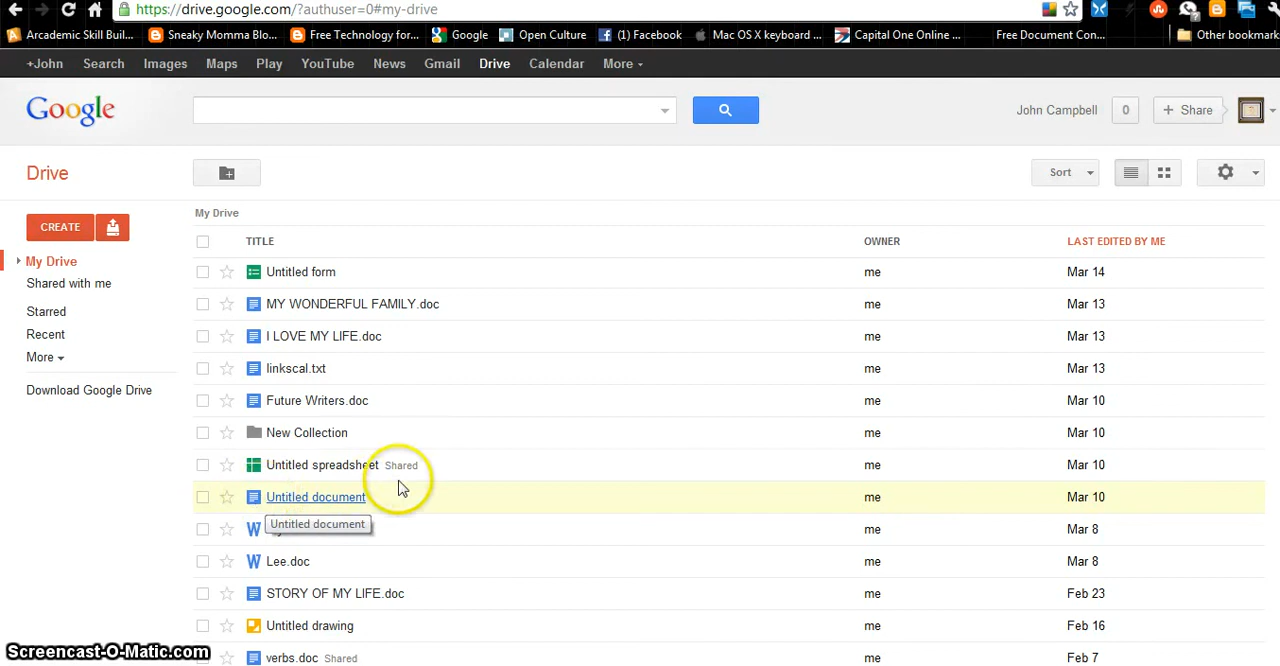 https://drive.google.com/?authuser=0#my-drive
Arcademic Skill Buil... Sneaky Momma Blo... Free Technology for... Google Open Culture (1) Facebook Mac OS X keyboard ... Capital One Online ... Free Document Con... Other bookmark
+John Search Images Maps Play YouTube News Gmail Drive Calendar More
Google John Campbell 0 + Share
Drive Sort
My Drive
CREATE
TITLE OWNER LAST EDITED BY ME
My Drive
Shared with me
Starred
Recent
More
Download Google Drive
Untitled form me Mar 14
MY WONDERFUL FAMILY.doc me Mar 13
I LOVE MY LIFE.doc me Mar 13
linkscal.txt me Mar 13
Future Writers.doc me Mar 10
New Collection me Mar 10
Untitled spreadsheet Shared me Mar 10
Untitled document me Mar 10
Untitled document
me Mar 8
Lee.doc me Mar 8
STORY OF MY LIFE.doc me Feb 23
Untitled drawing me Feb 16
verbs.doc Shared me Feb 7
Screencast-O-Matic.com